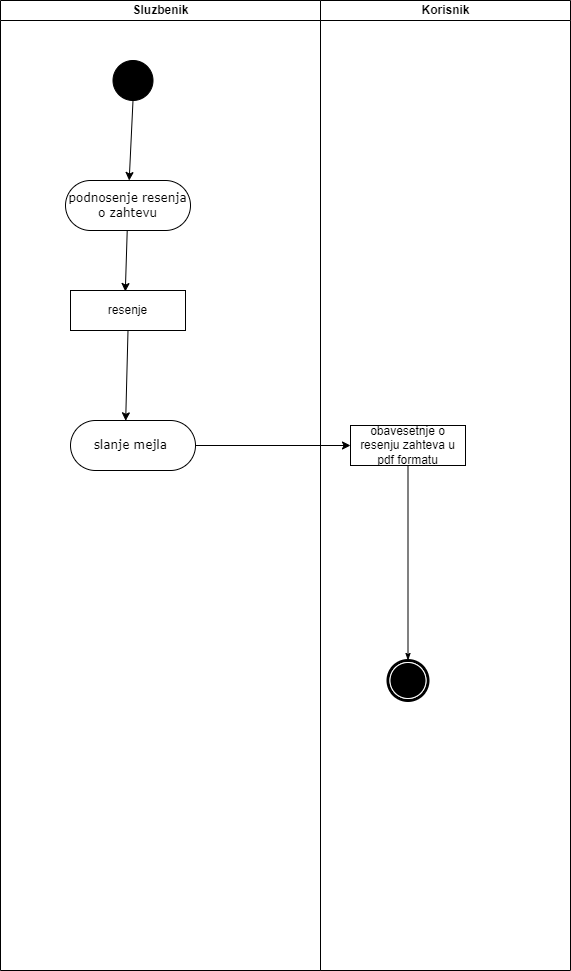 Sluzbenik
Korisnik
podnosenje resenja
o zahtevu
resenje
slanje mejla
obavesetnje o
resenju zahteva u
pdf formatu